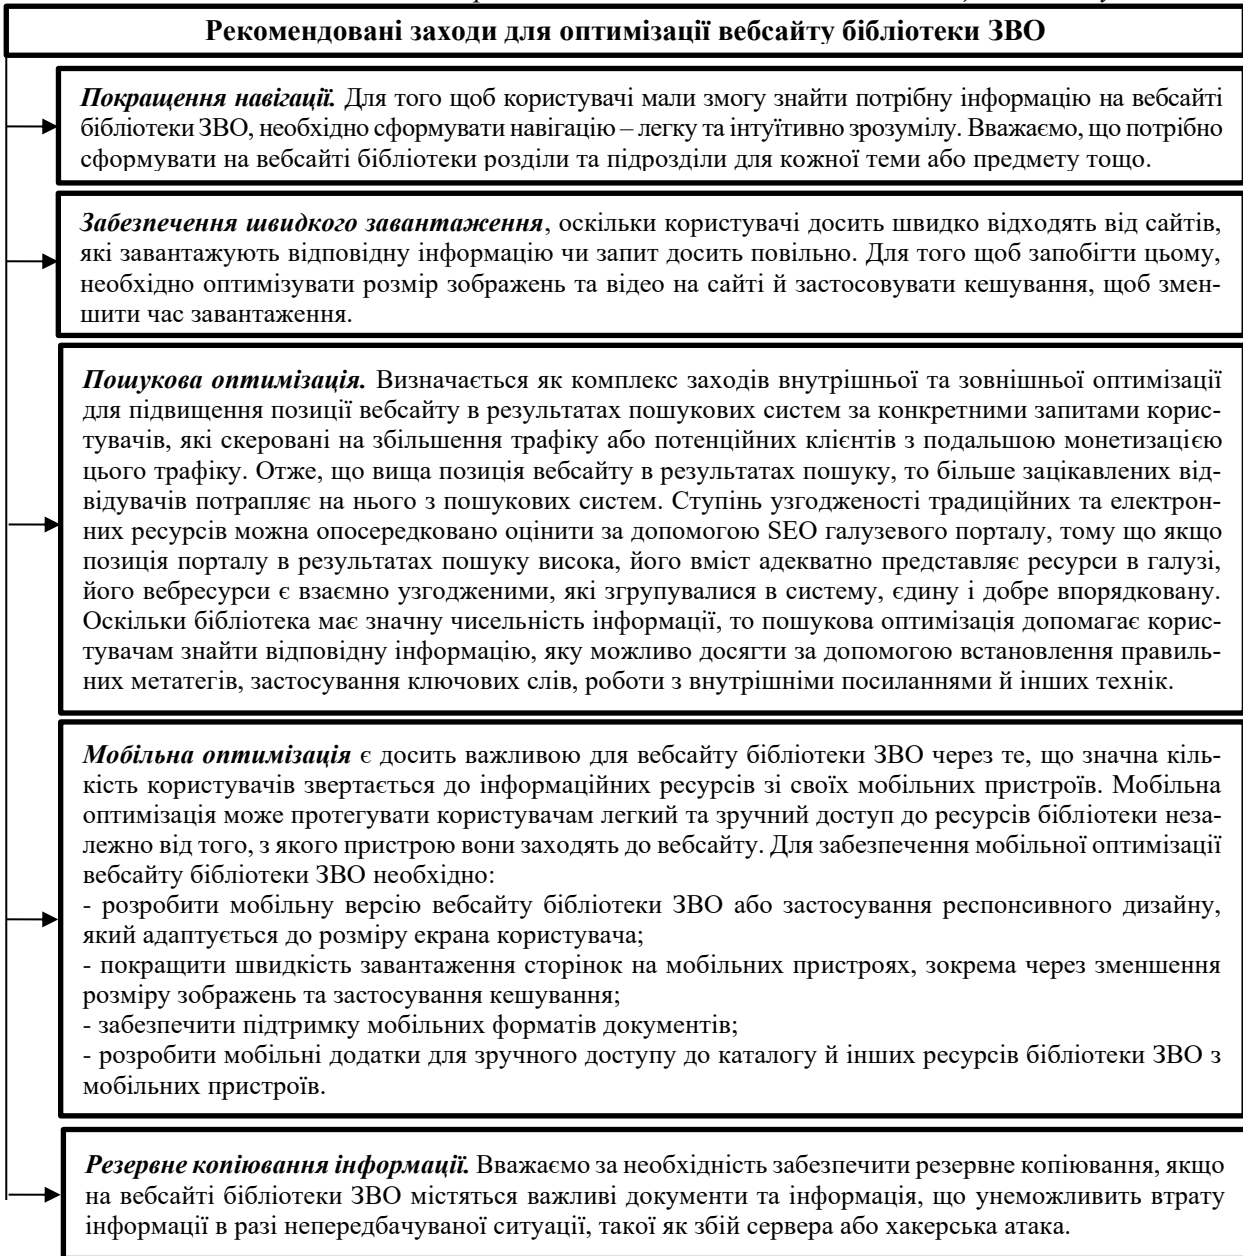 Рекомендовані заходи для оптимізації вебсайту бібліотеки ЗВО
Покращення навігації. Для того щоб користувачі мали змогу знайти потрібну інформацію на вебсайті
бібліотеки ЗВО, необхідно сформувати навігацію – легку та інтуїтивно зрозумілу. Вважаємо, що потрібно
сформувати на вебсайті бібліотеки розділи та підрозділи для кожної теми або предмету тощо.
Забезпечення швидкого завантаження, оскільки користувачі досить швидко відходять від сайтів,
які завантажують відповідну інформацію чи запит досить повільно. Для того щоб запобігти цьому,
необхідно оптимізувати розмір зображень та відео на сайті й застосовувати кешування, щоб змен-
шити час завантаження.
Пошукова оптимізація. Визначається як комплекс заходів внутрішньої та зовнішньої оптимізації
для підвищення позиції вебсайту в результатах пошукових систем за конкретними запитами корис-
тувачів, які скеровані на збільшення трафіку або потенційних клієнтів з подальшою монетизацією
цього трафіку. Отже, що вища позиція вебсайту в результатах пошуку, то більше зацікавлених від-
відувачів потрапляє на нього з пошукових систем. Ступінь узгодженості традиційних та електрон-
них ресурсів можна опосередковано оцінити за допомогою SEO галузевого порталу, тому що якщо
позиція порталу в результатах пошуку висока, його вміст адекватно представляє ресурси в галузі,
його вебресурси є взаємно узгодженими, які згрупувалися в систему, єдину і добре впорядковану.
Оскільки бібліотека має значну чисельність інформації, то пошукова оптимізація допомагає корис-
тувачам знайти відповідну інформацію, яку можливо досягти за допомогою встановлення правиль-
них метатегів, застосування ключових слів, роботи з внутрішніми посиланнями й інших технік.
Мобільна оптимізація є досить важливою для вебсайту бібліотеки ЗВО через те, що значна кіль-
кість користувачів звертається до інформаційних ресурсів зі своїх мобільних пристроїв. Мобільна
оптимізація може протегувати користувачам легкий та зручний доступ до ресурсів бібліотеки неза-
лежно від того, з якого пристрою вони заходять до вебсайту. Для забезпечення мобільної оптимізації
вебсайту бібліотеки ЗВО необхідно:
- розробити мобільну версію вебсайту бібліотеки ЗВО або застосування респонсивного дизайну,
який адаптується до розміру екрана користувача;
- покращити швидкість завантаження сторінок на мобільних пристроях, зокрема через зменшення
розміру зображень та застосування кешування;
- забезпечити підтримку мобільних форматів документів;
- розробити мобільні додатки для зручного доступу до каталогу й інших ресурсів бібліотеки ЗВО з
мобільних пристроїв.
Резервне копіювання інформації. Вважаємо за необхідність забезпечити резервне копіювання, якщо
на вебсайті бібліотеки ЗВО містяться важливі документи та інформація, що унеможливить втрату
інформації в разі непередбачуваної ситуації, такої як збій сервера або хакерська атака.